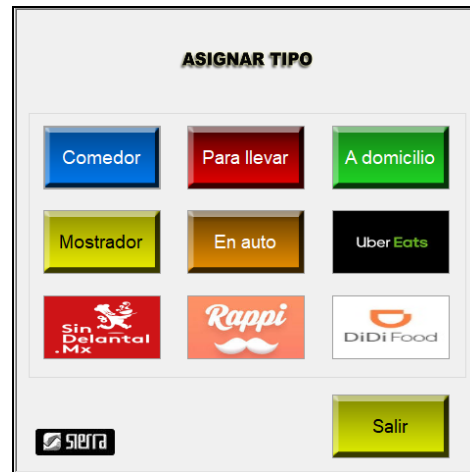 ASIGNAR TIPO
Comedor
Para llevar
A domicilio
Mostrador
En auto
Uber Eats
Sin
Delantal
.Mx
Rappi
DiDi Food
Salir
sierra